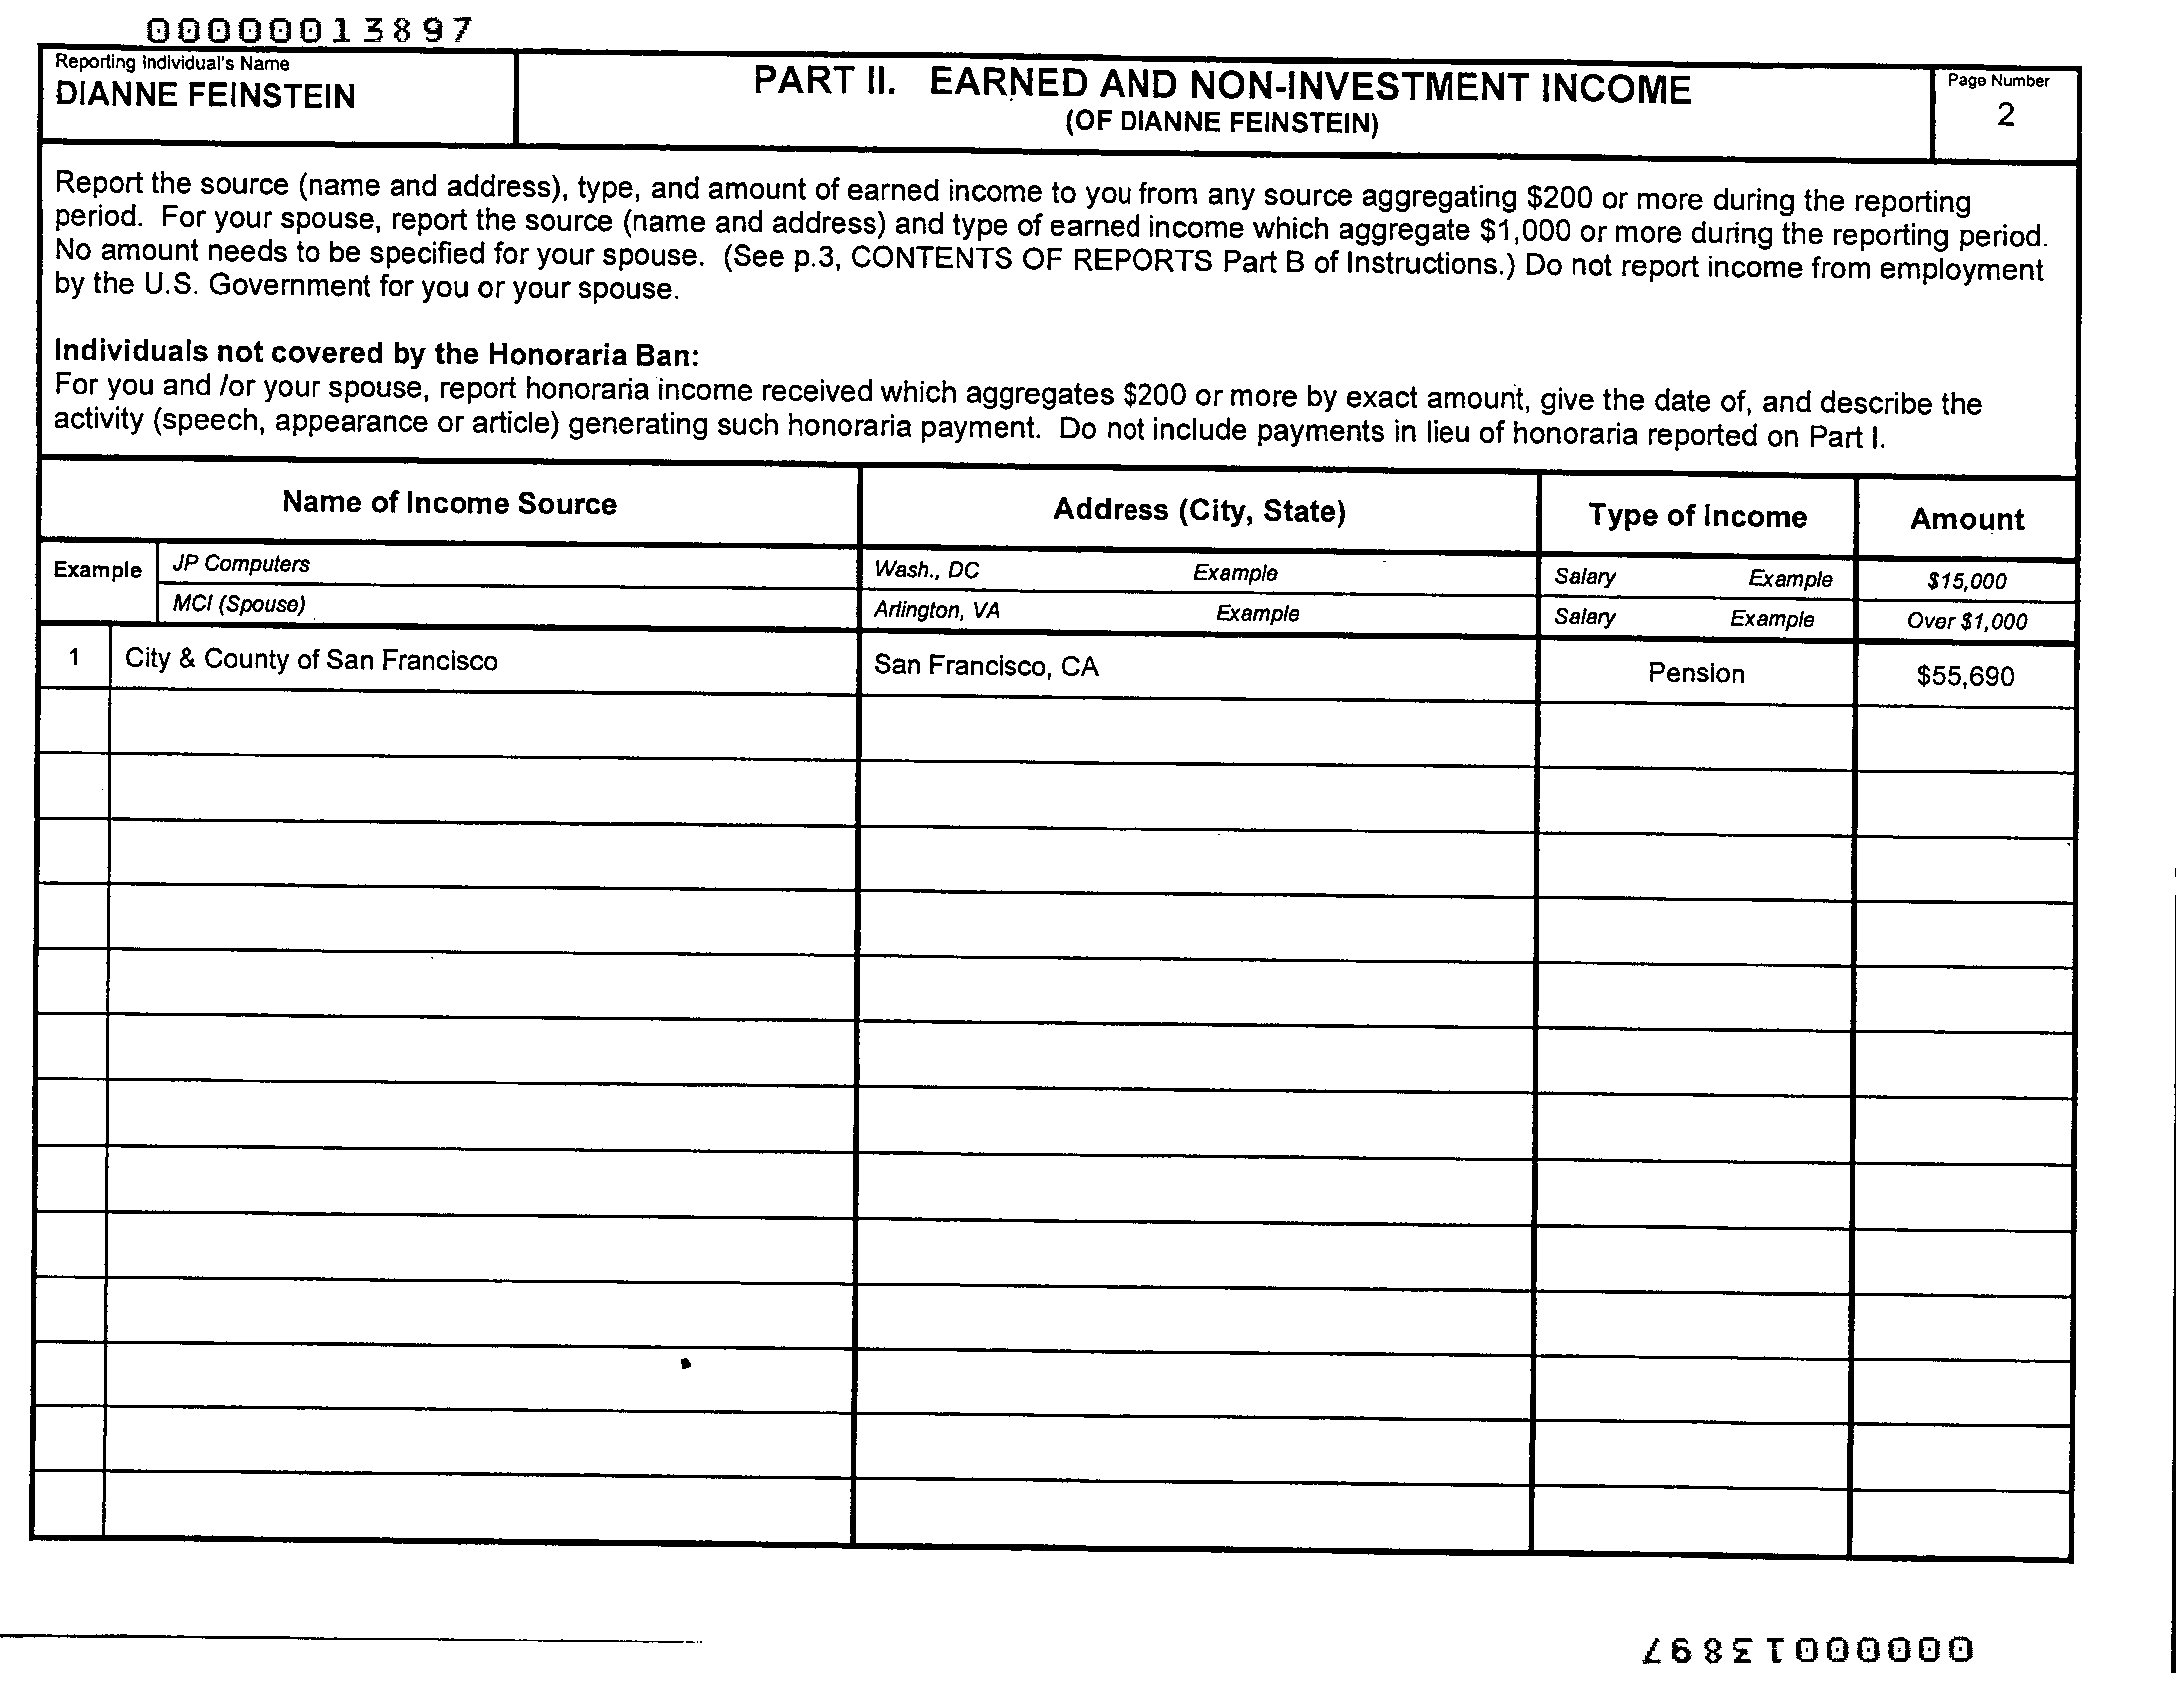 00000013897
Reporting Individual's Name
DIANNE FEINSTEIN
PART II. EARNED AND NON-INVESTMENT INCOME
(OF DIANNE FEINSTEIN)
Page Number
2
Report the source (name and address), type, and amount of earned income to you from any source aggregating $200 or more during the reporting
period. For your spouse, report the source (name and address) and type of earned income which aggregate $1,000 or more during the reporting period.
No amount needs to be specified for your spouse. (See p.3, CONTENTS OF REPORTS Part B of Instructions.) Do not report income from employment
by the U.S. Government for you or your spouse.
Individuals not covered by the Honoraria Ban:
For you and /or your spouse, report honoraria income received which aggregates $200 or more by exact amount, give the date of, and describe the
activity (speech, appearance or article) generating such honoraria payment. Do not include payments in lieu of honoraria reported on Part I.
Name of Income Source Address (City, State) Type of Income Amount
Example JP Computers Wash., DC Example Salary Example $15,000
MCI (Spouse) Arlington, VA Example Salary Example Over $1,000
1 City & County of San Francisco San Francisco, CA Pension $55,690
00000013897